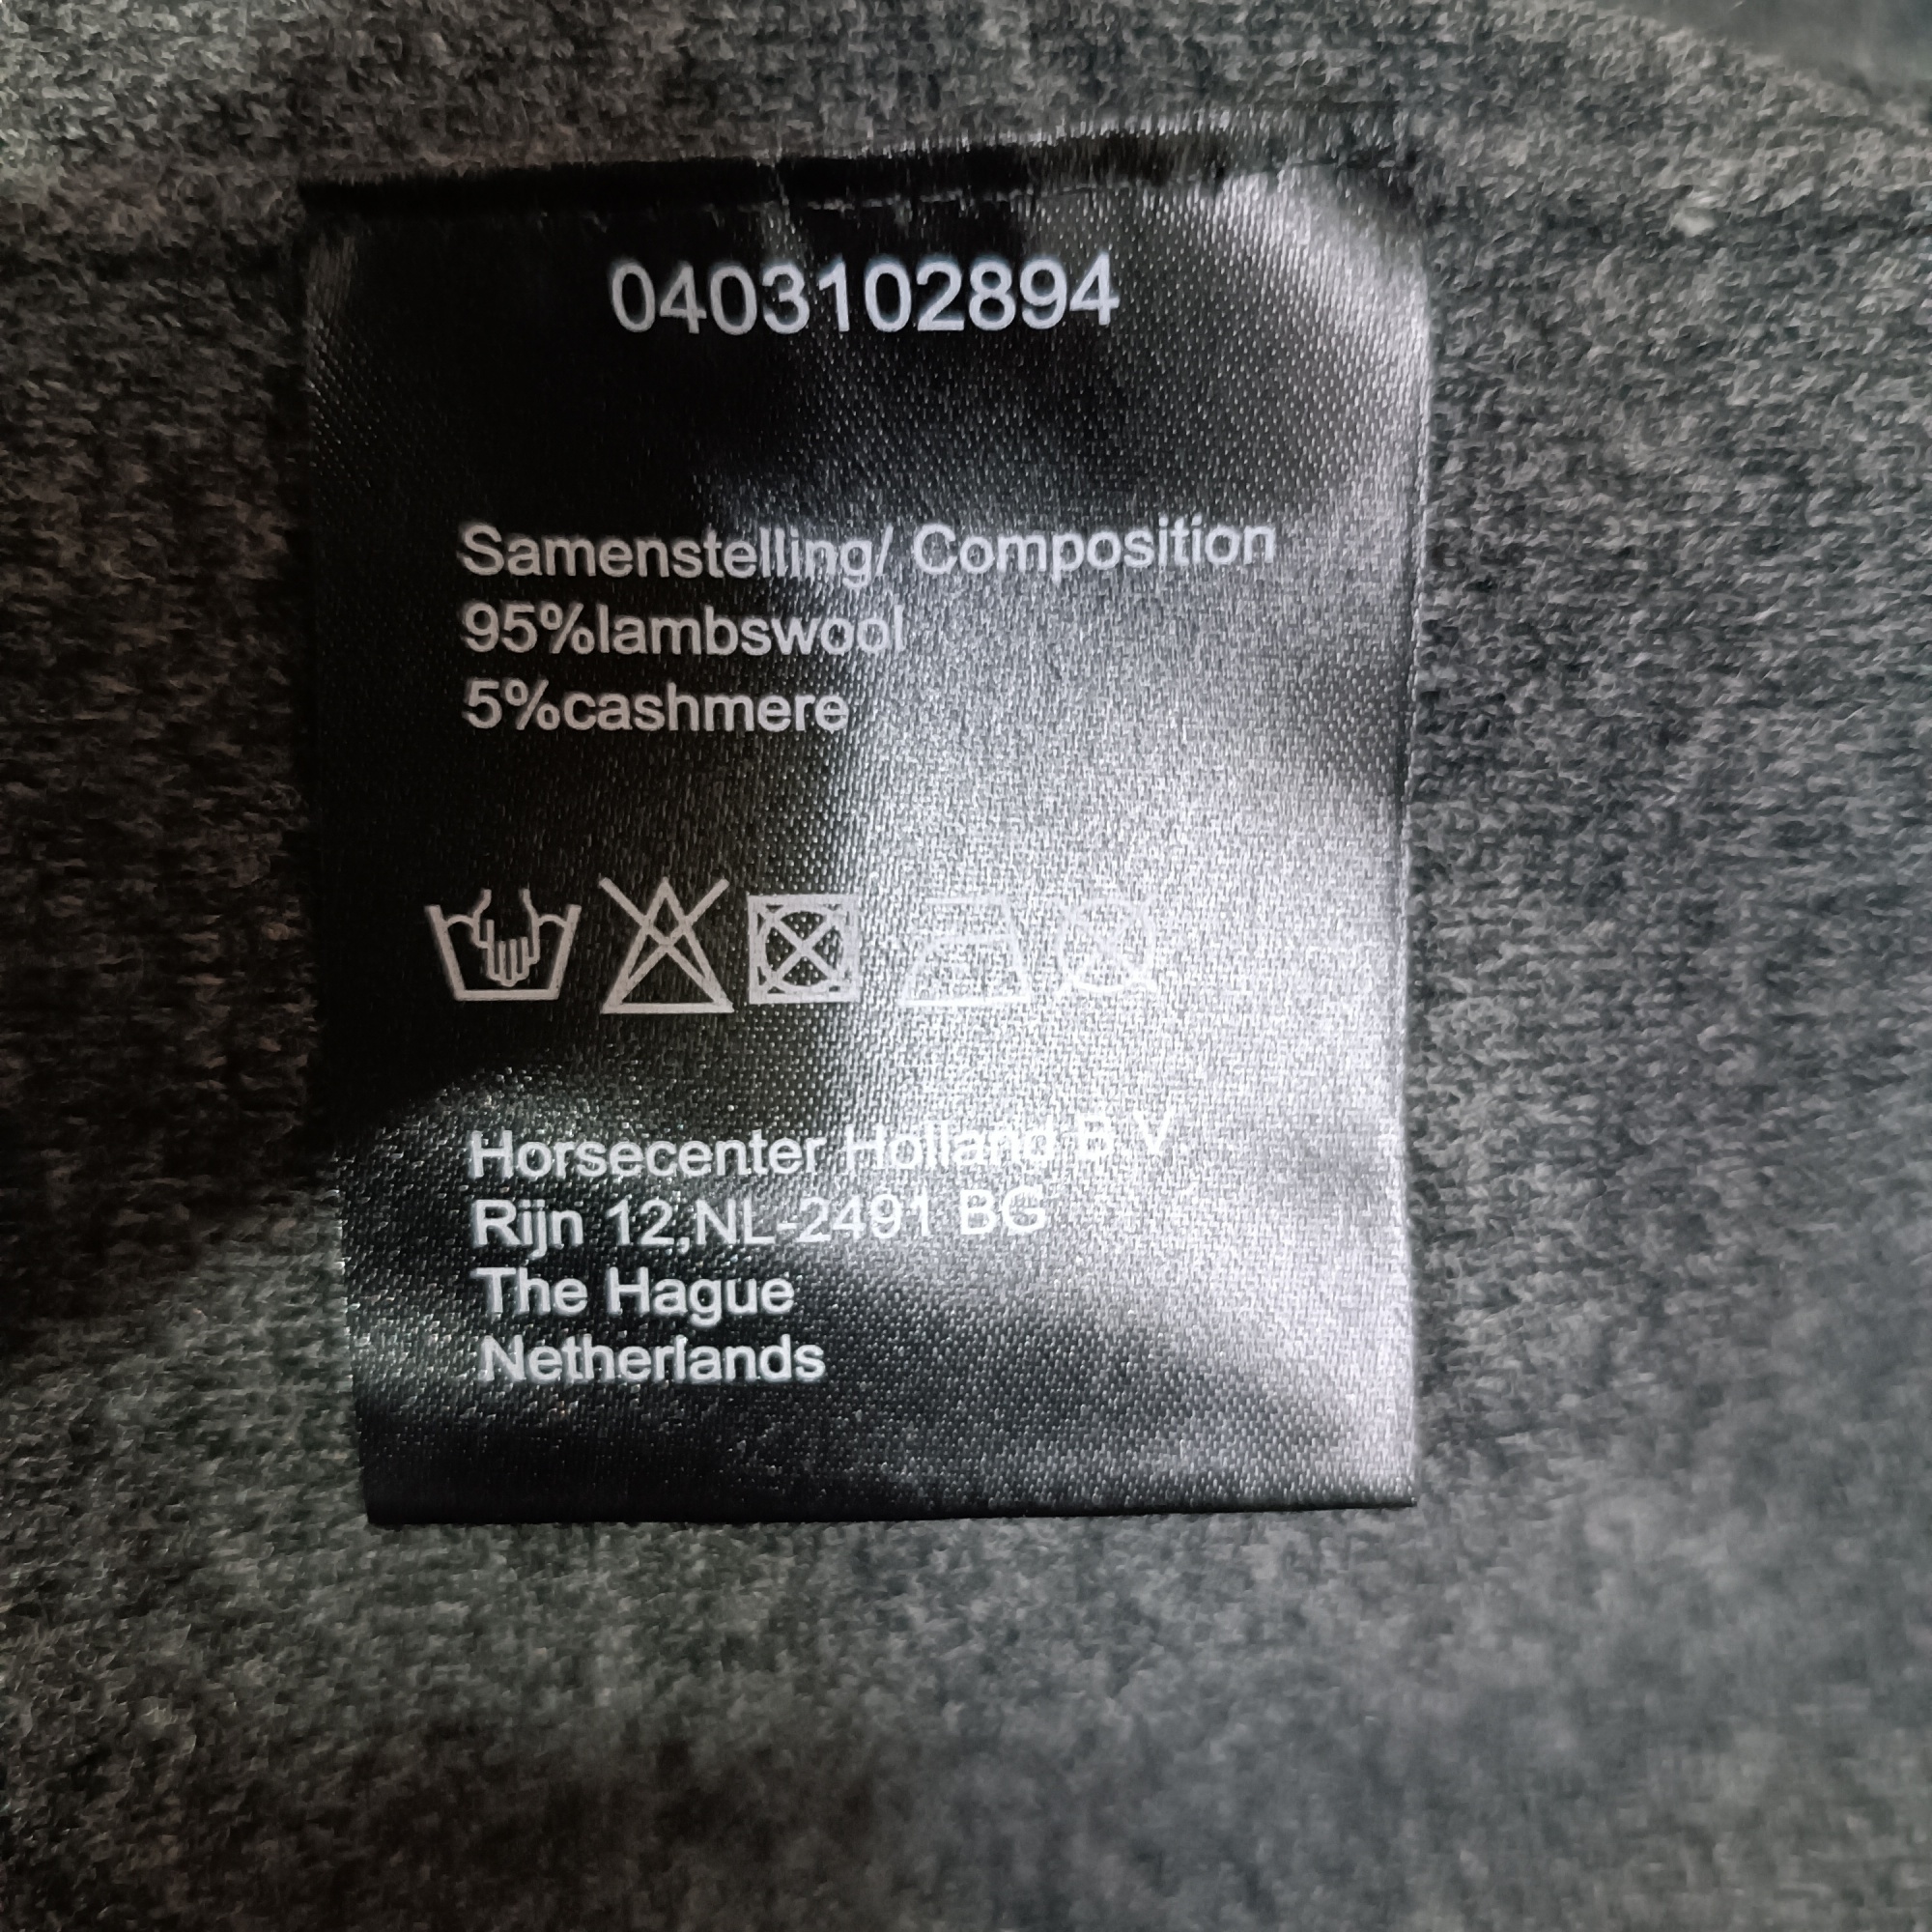 0403102894
Samenstelling/ Composition
95%lambswool
5%cashmere
Horsecenter Holland B.V.
Rijn 12,NL-2491 BG
The Hague
Netherlands